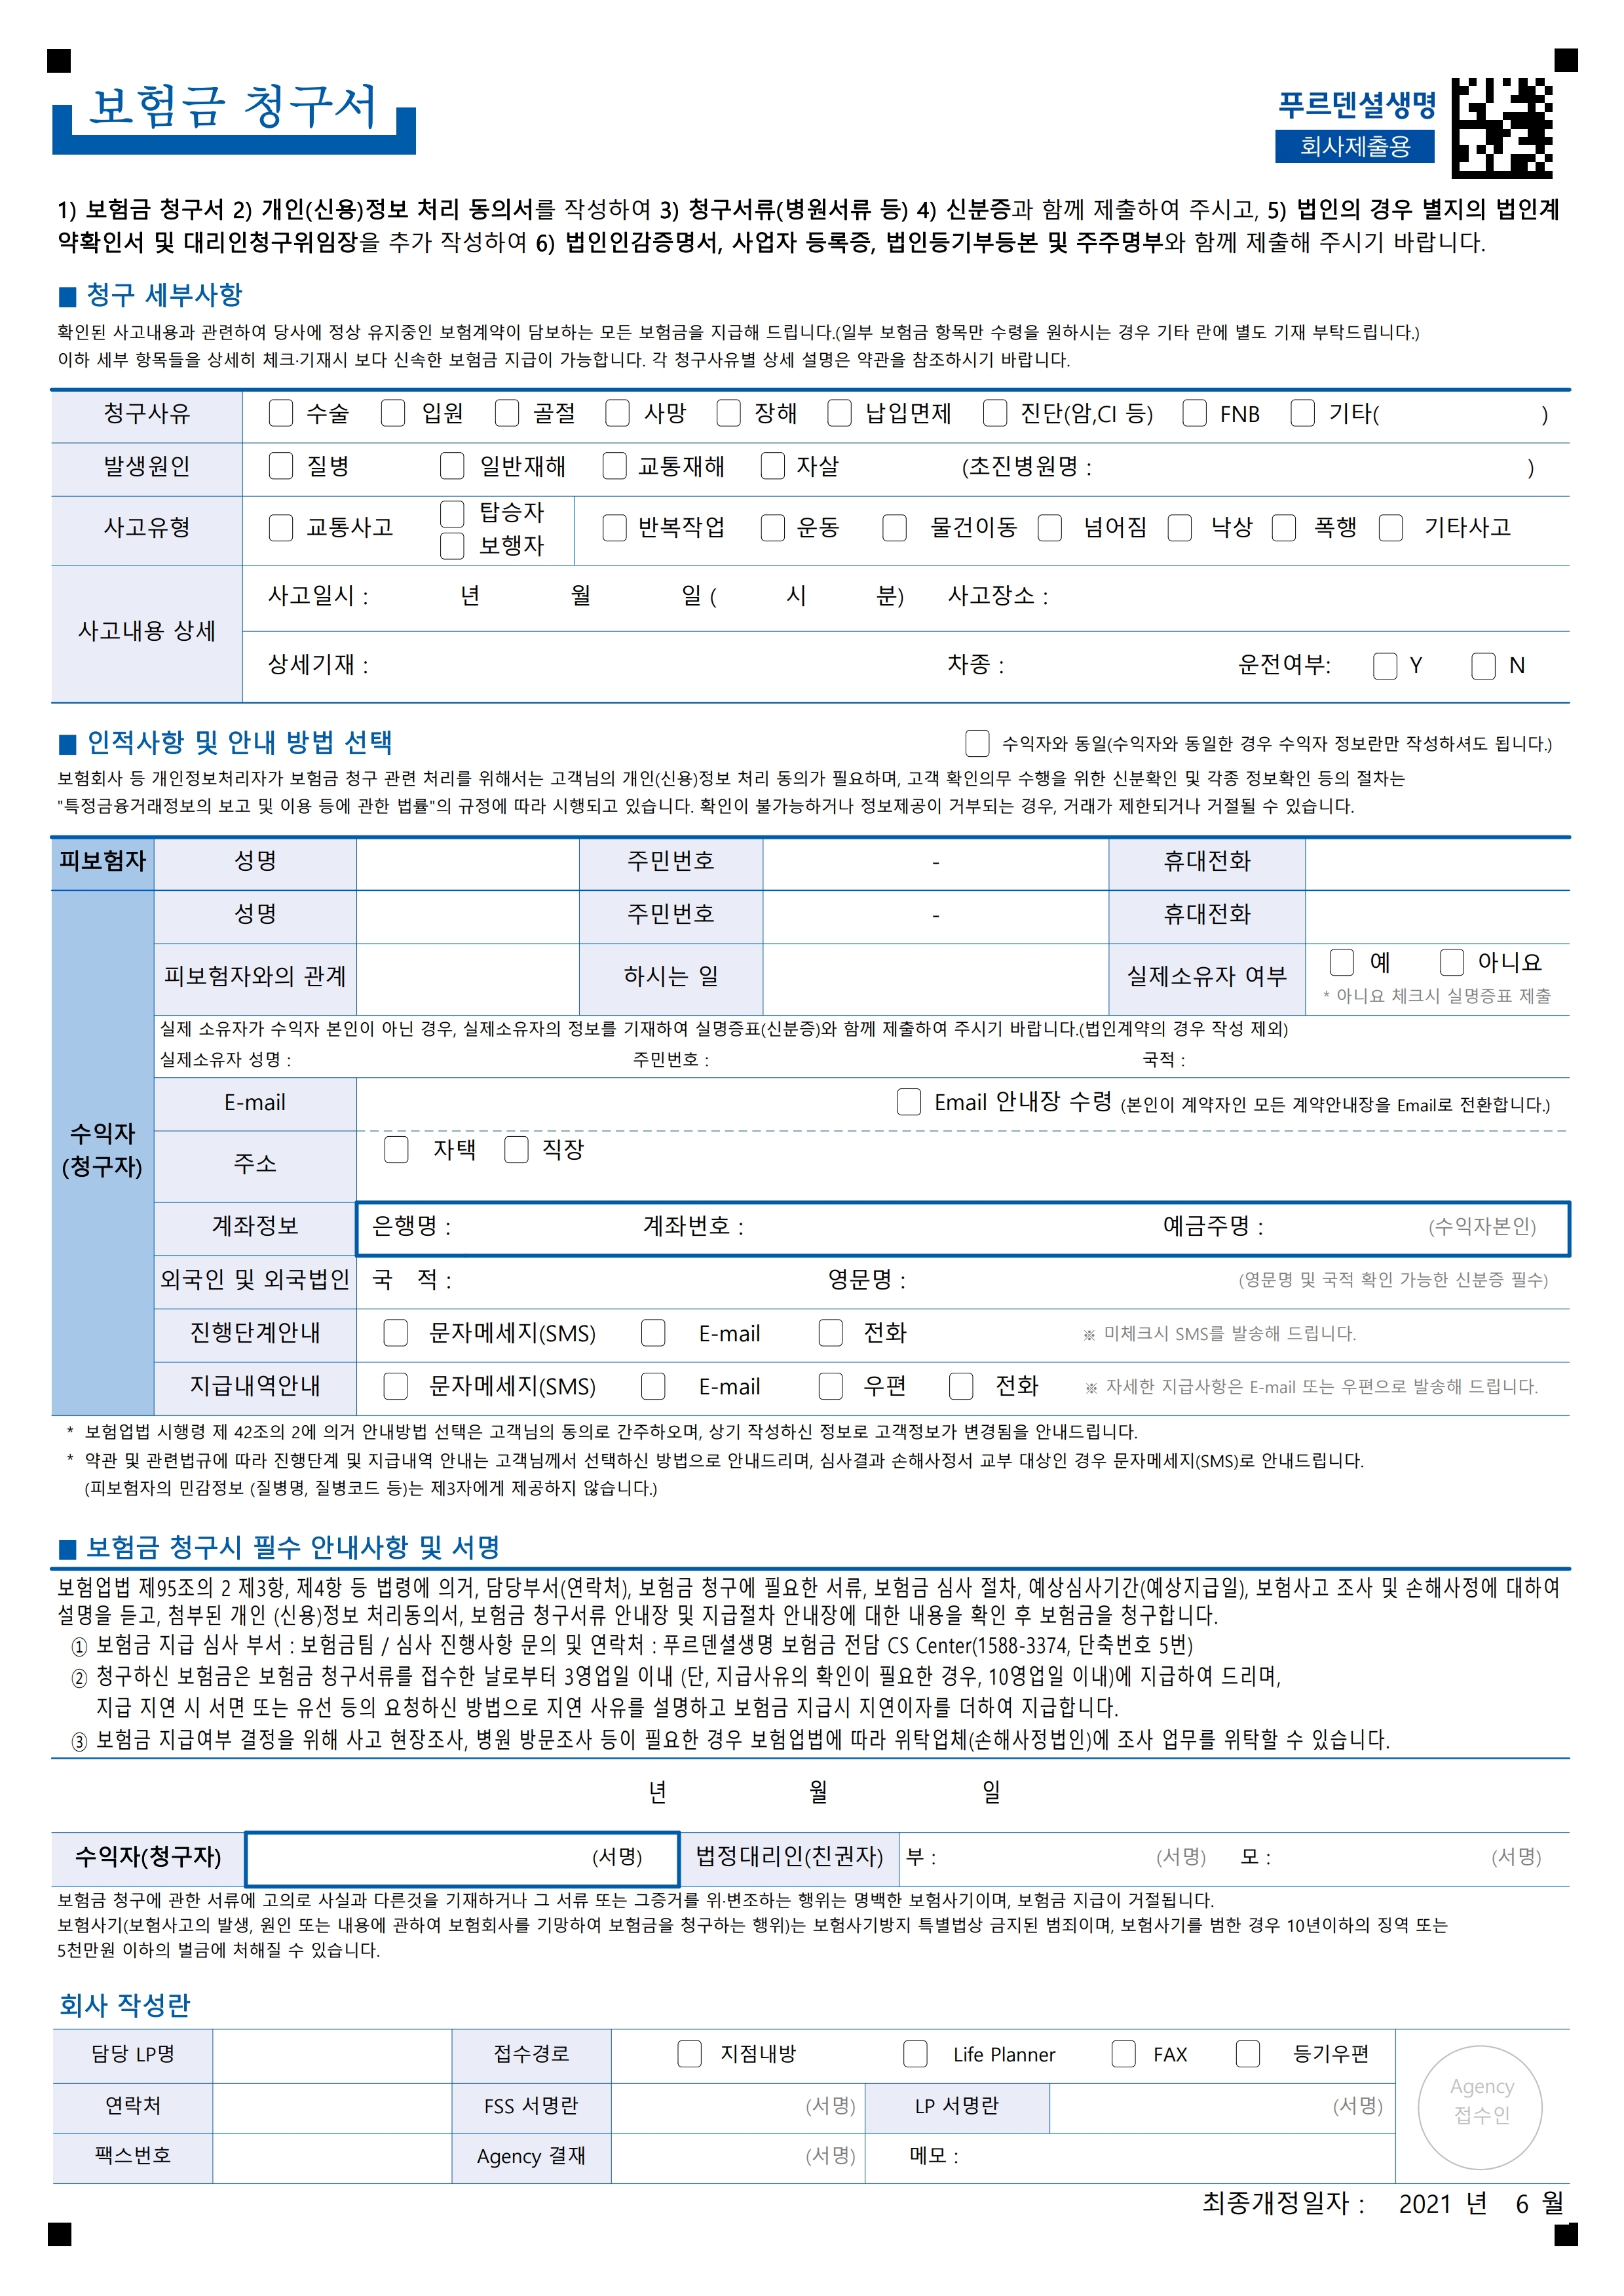 보험금 청구서
푸르덴셜생명
회사제출용
1) 보험금 청구서 2) 개인(신용)정보 처리 동의서를 작성하여 3) 청구서류(병원서류 등) 4) 신분증과 함께 제출하여 주시고, 5) 법인의 경우 별지의 법인계
약확인서 및 대리인청구위임장을 추가 작성하여 6) 법인인감증명서, 사업자 등록증, 법인등기부등본 및 주주명부와 함께 제출해 주시기 바랍니다.
■ 청구 세부사항
확인된 사고내용과 관련하여 당사에 정상 유지중인 보험계약이 담보하는 모든 보험금을 지급해 드립니다.(일부 보험금 항목만 수령을 원하시는 경우 기타 란에 별도 기재 부탁드립니다.)
이하 세부 항목들을 상세히 체크·기재시 보다 신속한 보험금 지급이 가능합니다. 각 청구사유별 상세 설명은 약관을 참조하시기 바랍니다.
청구사유 수술 입원 골절 사망 장해 납입면제 진단(암,CI 등) FNB 기타( )
발생원인 질병 일반재해 교통재해 자살 (초진병원명 : )
사고유형 교통사고 탑승자 보행자 반복작업 운동 물건이동 넘어짐 낙상 폭행 기타사고
사고내용 상세
사고일시 : 년 월 일 ( 시 분) 사고장소 :
상세기재 : 차종 : 운전여부: Y N
■ 인적사항 및 안내 방법 선택
수익자와 동일(수익자와 동일한 경우 수익자 정보란만 작성하셔도 됩니다.)
보험회사 등 개인정보처리자가 보험금 청구 관련 처리를 위해서는 고객님의 개인(신용)정보 처리 동의가 필요하며, 고객 확인의무 수행을 위한 신분확인 및 각종 정보확인 등의 절차는
"특정금융거래정보의 보고 및 이용 등에 관한 법률"의 규정에 따라 시행되고 있습니다. 확인이 불가능하거나 정보제공이 거부되는 경우, 거래가 제한되거나 거절될 수 있습니다.
피보험자 성명 주민번호 - 휴대전화
수익자
(청구자)
성명 주민번호 - 휴대전화
피보험자와의 관계 하시는 일 실제소유자 여부 예 아니요
* 아니요 체크시 실명증표 제출
실제 소유자가 수익자 본인이 아닌 경우, 실제소유자의 정보를 기재하여 실명증표(신분증)와 함께 제출하여 주시기 바랍니다.(법인계약의 경우 작성 제외)
실제소유자 성명 : 주민번호 : 국적 :
E-mail Email 안내장 수령 (본인이 계약자인 모든 계약안내장을 Email로 전환합니다.)
주소 자택 직장
계좌정보 은행명 : 계좌번호 : 예금주명 : (수익자본인)
외국인 및 외국법인 국 적 : 영문명 : (영문명 및 국적 확인 가능한 신분증 필수)
진행단계안내 문자메세지(SMS) E-mail 전화 ※ 미체크시 SMS를 발송해 드립니다.
지급내역안내 문자메세지(SMS) E-mail 우편 전화 ※ 자세한 지급사항은 E-mail 또는 우편으로 발송해 드립니다.
* 보험업법 시행령 제 42조의 2에 의거 안내방법 선택은 고객님의 동의로 간주하오며, 상기 작성하신 정보로 고객정보가 변경됨을 안내드립니다.
* 약관 및 관련법규에 따라 진행단계 및 지급내역 안내는 고객님께서 선택하신 방법으로 안내드리며, 심사결과 손해사정서 교부 대상인 경우 문자메세지(SMS)로 안내드립니다.
(피보험자의 민감정보 (질병명, 질병코드 등)는 제3자에게 제공하지 않습니다.)
■ 보험금 청구시 필수 안내사항 및 서명
보험업법 제95조의 2 제3항, 제4항 등 법령에 의거, 담당부서(연락처), 보험금 청구에 필요한 서류, 보험금 심사 절차, 예상심사기간(예상지급일), 보험사고 조사 및 손해사정에 대하여
설명을 듣고, 첨부된 개인 (신용)정보 처리동의서, 보험금 청구서류 안내장 및 지급절차 안내장에 대한 내용을 확인 후 보험금을 청구합니다.
① 보험금 지급 심사 부서 : 보험금팀 / 심사 진행사항 문의 및 연락처 : 푸르덴셜생명 보험금 전담 CS Center(1588-3374, 단축번호 5번)
② 청구하신 보험금은 보험금 청구서류를 접수한 날로부터 3영업일 이내 (단, 지급사유의 확인이 필요한 경우, 10영업일 이내)에 지급하여 드리며,
지급 지연 시 서면 또는 유선 등의 요청하신 방법으로 지연 사유를 설명하고 보험금 지급시 지연이자를 더하여 지급합니다.
③ 보험금 지급여부 결정을 위해 사고 현장조사, 병원 방문조사 등이 필요한 경우 보험업법에 따라 위탁업체(손해사정법인)에 조사 업무를 위탁할 수 있습니다.
년 월 일
수익자(청구자) (서명) 법정대리인(친권자) 부 : (서명) 모 : (서명)
보험금 청구에 관한 서류에 고의로 사실과 다른것을 기재하거나 그 서류 또는 그증거를 위·변조하는 행위는 명백한 보험사기이며, 보험금 지급이 거절됩니다.
보험사기(보험사고의 발생, 원인 또는 내용에 관하여 보험회사를 기망하여 보험금을 청구하는 행위)는 보험사기방지 특별법상 금지된 범죄이며, 보험사기를 범한 경우 10년이하의 징역 또는
5천만원 이하의 벌금에 처해질 수 있습니다.
회사 작성란
담당 LP명 접수경로 지점내방 Life Planner FAX 등기우편
연락처 FSS 서명란 (서명) LP 서명란 (서명)
팩스번호 Agency 결재 (서명) 메모 :
Agency
접수인
최종개정일자 : 2021 년 6 월